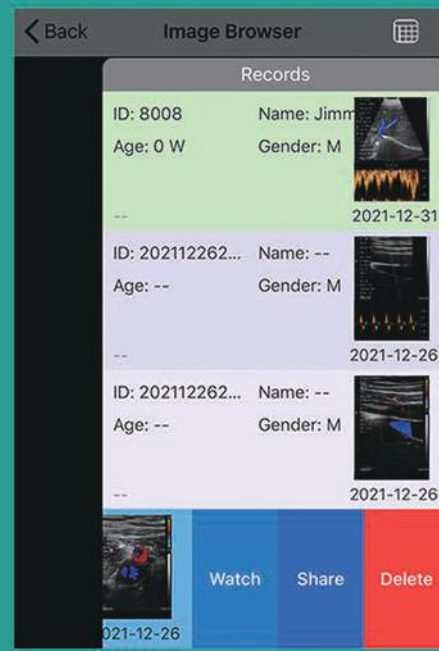 Back Image Browser
Records
ID: 8008 Name: Jimm
Age: 0 W Gender: M
-- 2021-12-31
ID: 202112262... Name: --
Age: -- Gender: M
-- 2021-12-26
ID: 202112262... Name: --
Age: -- Gender: M
-- 2021-12-26
Watch Share Delete
021-12-26